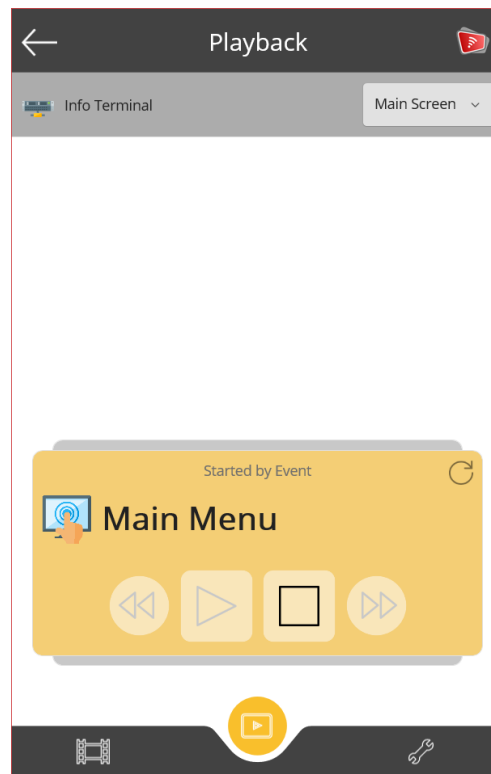 Playback
Info Terminal
Main Screen
Started by Event
Main Menu